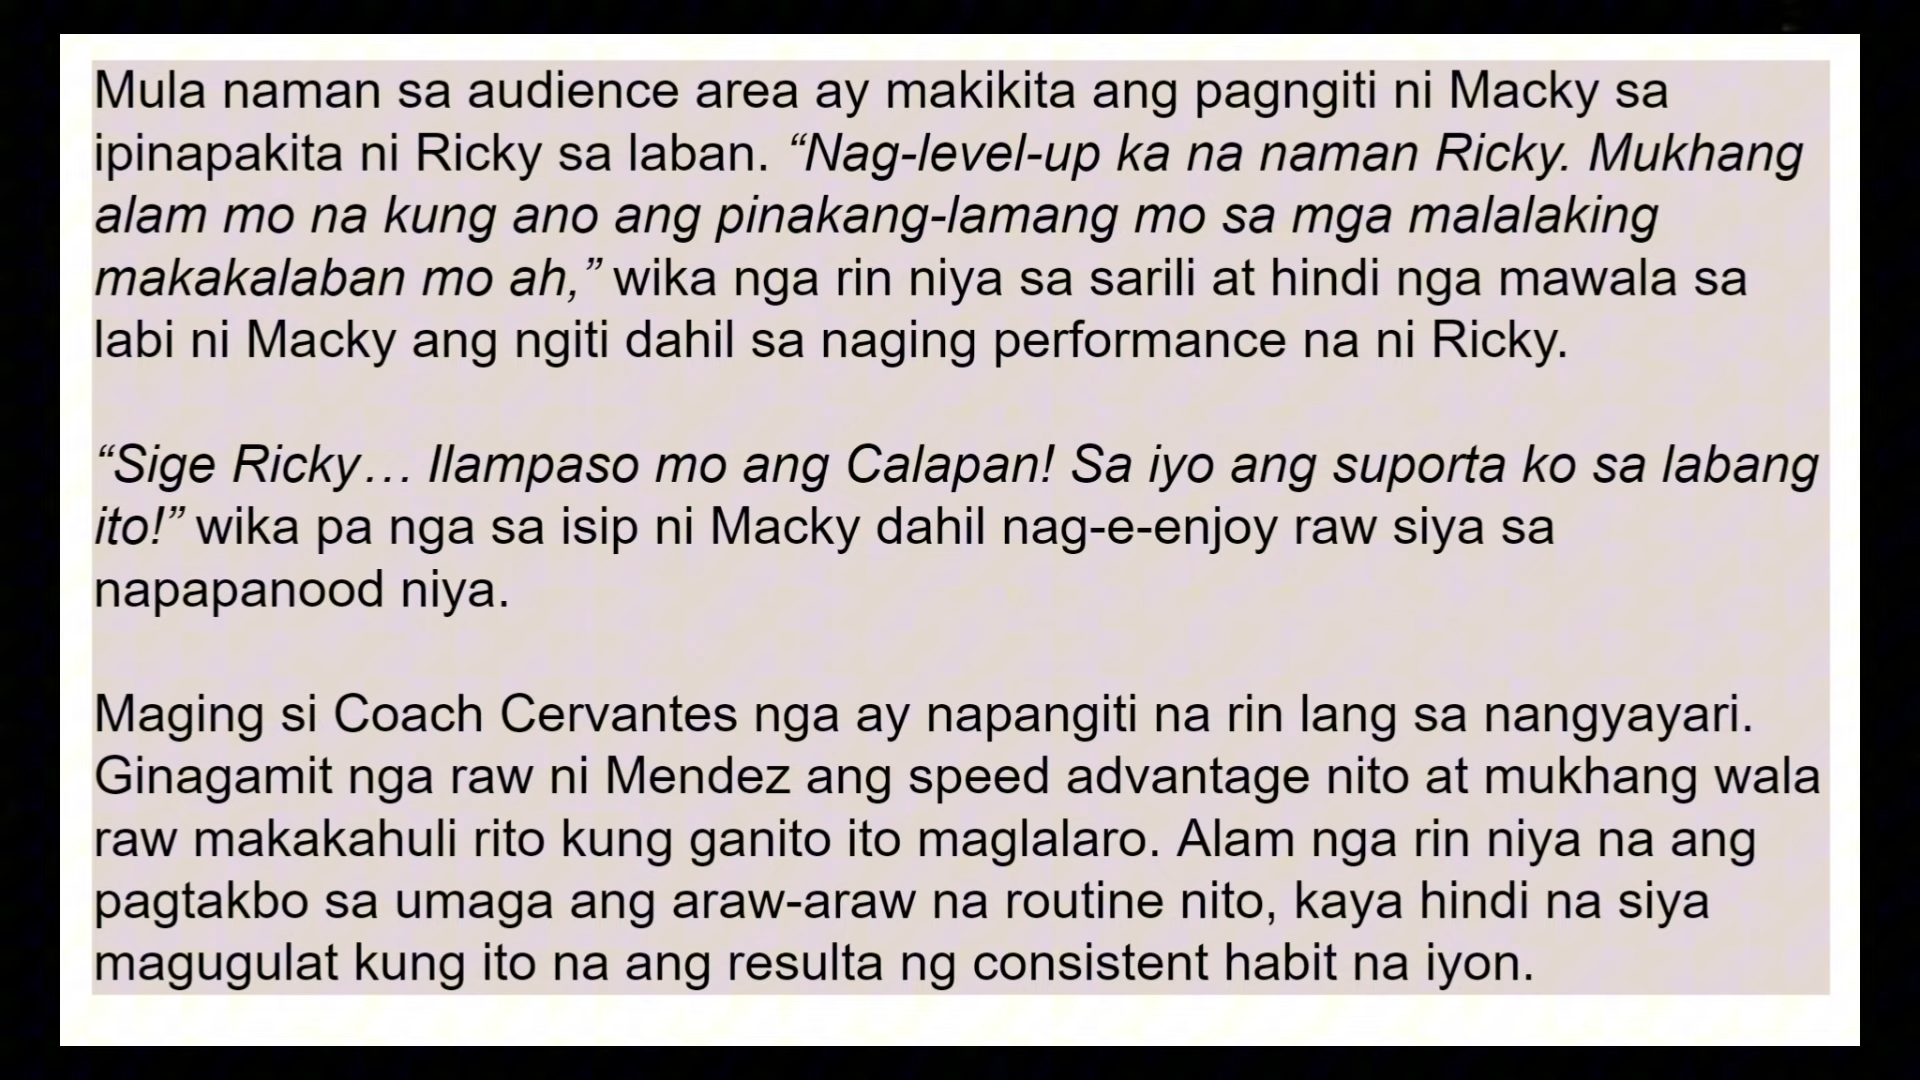 Mula naman sa audience area ay makikita ang pagngiti ni Macky sa
ipinapakita ni Ricky sa laban. “Nag-level-up ka na naman Ricky. Mukhang
alam mo na kung ano ang pinakang-lamang mo sa mga malalaking
makakalaban mo ah,” wika nga rin niya sa sarili at hindi nga mawala sa
labi ni Macky ang ngiti dahil sa naging performance na ni Ricky.
“Sige Ricky… Ilampaso mo ang Calapan! Sa iyo ang suporta ko sa labang
ito!” wika pa nga sa isip ni Macky dahil nag-e-enjoy raw siya sa
napapanood niya.
Maging si Coach Cervantes nga ay napangiti na rin lang sa nangyayari.
Ginagamit nga raw ni Mendez ang speed advantage nito at mukhang wala
raw makakahuli rito kung ganito ito maglalaro. Alam nga rin niya na ang
pagtakbo sa umaga ang araw-araw na routine nito, kaya hindi na siya
magugulat kung ito na ang resulta ng consistent habit na iyon.